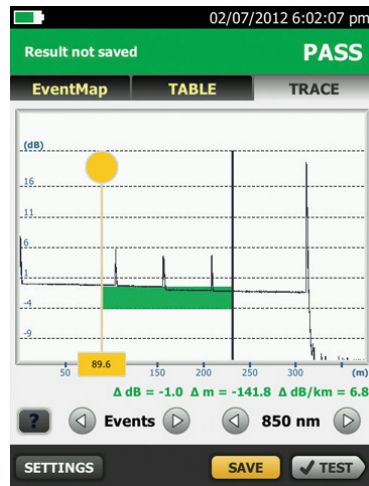 02/07/2012 6:02:07 pm
Result not saved PASS
EventMap TABLE TRACE
(dB)
16
11
6
1
-4
-9
50 89.6 150 200 250 300 (m)
Δ dB = -1.0 Δ m = -141.8 Δ dB/km = 6.8
? Events 850 nm
SETTINGS SAVE TEST